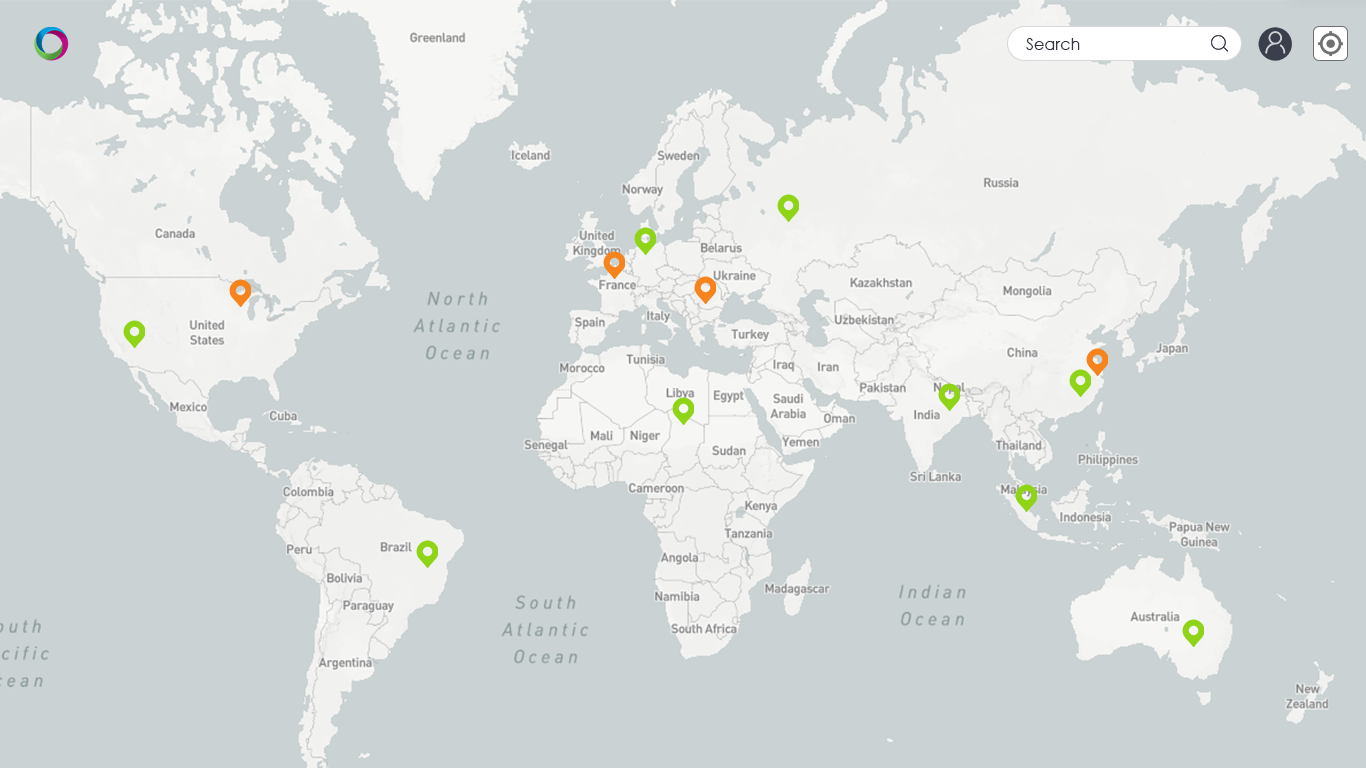 Greenland
Search
Iceland
Sweden
Norway
Russia
Canada
United
Kingdom
Belarus
Ukraine
France
Kazakhstan
Mongolia
North
Atlantic
Ocean
United
States
Spain
Italy
Turkey
Uzbekistan
China
Japan
Morocco
Tunisia
Iraq
Iran
Pakistan
Nepal
Libya
Egypt
Saudi
Arabia
Oman
India
Mexico
Cuba
Senegal
Mali
Niger
Sudan
Yemen
Thailand
Philippines
Sri Lanka
Colombia
Cameroon
Kenya
Malaysia
Indonesia
Papua New
Guinea
Tanzania
Peru
Brazil
Angola
Bolivia
Paraguay
Namibia
Madagascar
Indian
Ocean
South
Atlantic
Ocean
South Africa
Australia
outh
cific
cean
Argentina
New
Zealand